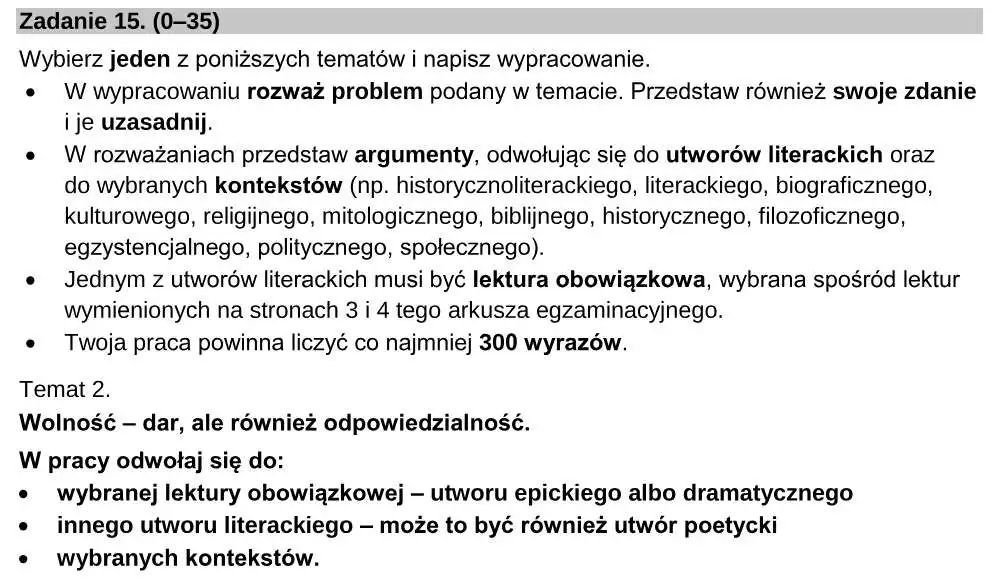 Zadanie 15. (0–35)
Wybierz jeden z poniższych tematów i napisz wypracowanie.
• W wypracowaniu rozważ problem podany w temacie. Przedstaw również swoje zdanie
i je uzasadnij.
• W rozważaniach przedstaw argumenty, odwołując się do utworów literackich oraz
do wybranych kontekstów (np. historycznoliterackiego, literackiego, biograficznego,
kulturowego, religijnego, mitologicznego, biblijnego, historycznego, filozoficznego,
egzystencjalnego, politycznego, społecznego).
• Jednym z utworów literackich musi być lektura obowiązkowa, wybrana spośród lektur
wymienionych na stronach 3 i 4 tego arkusza egzaminacyjnego.
• Twoja praca powinna liczyć co najmniej 300 wyrazów.
Temat 2.
Wolność – dar, ale również odpowiedzialność.
W pracy odwołaj się do:
• wybranej lektury obowiązkowej – utworu epickiego albo dramatycznego
• innego utworu literackiego – może to być również utwór poetycki
• wybranych kontekstów.